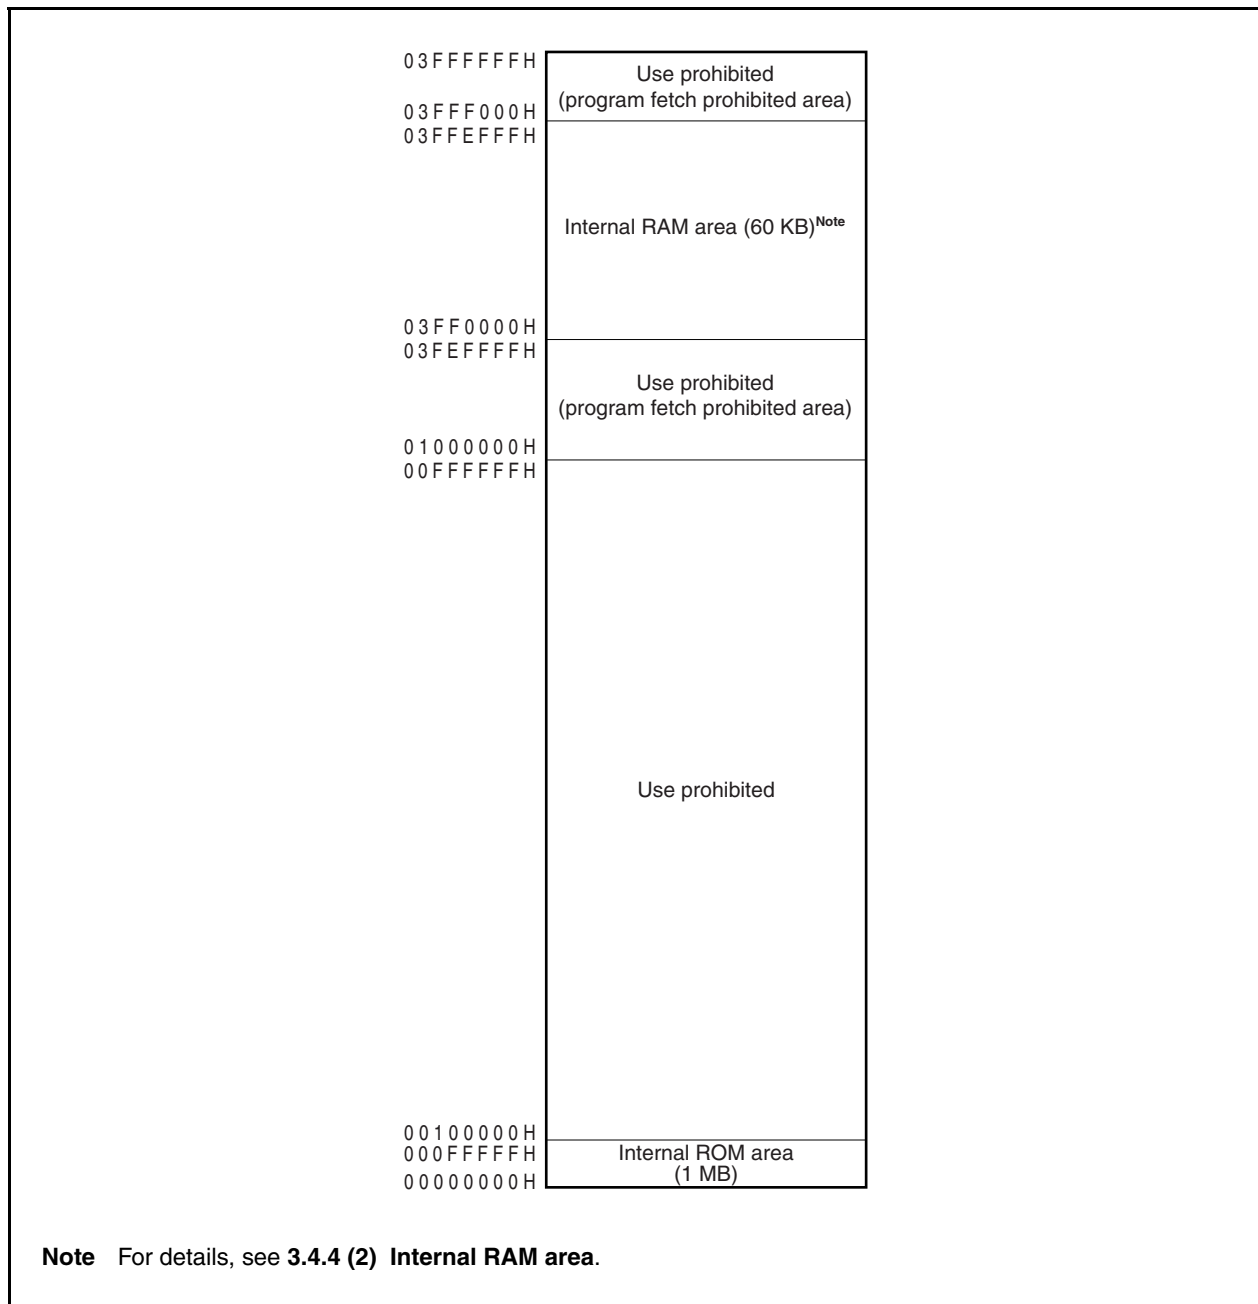 03FFFFFFH
Use prohibited
(program fetch prohibited area)
03FFF000H
03FFEFFFH
Internal RAM area (60 KB)Note
03FF0000H
03FEFFFFH
Use prohibited
(program fetch prohibited area)
01000000H
00FFFFFFH
Use prohibited
00100000H
000FFFFFH
Internal ROM area
(1 MB)
00000000H
Note For details, see 3.4.4 (2) Internal RAM area.